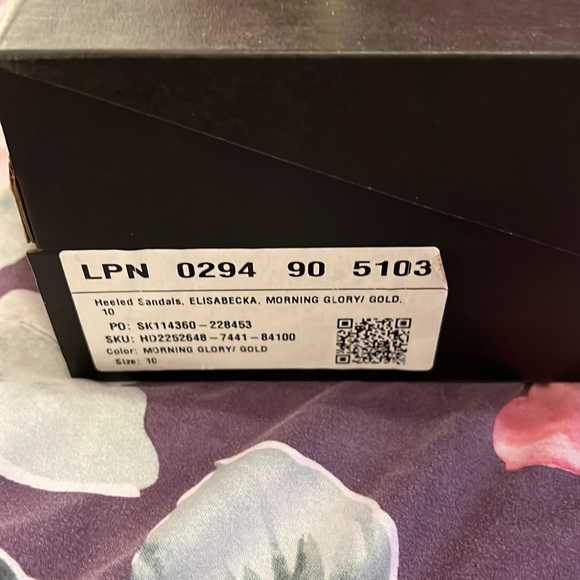 LPN 0294 90 5103
Heeled Sandals, ELISABECKA, MORNING GLORY/ GOLD,
10
PO: SK114360-228453
SKU: HD2252648-7441-84100
Color: MORNING GLORY/ GOLD
Size: 10